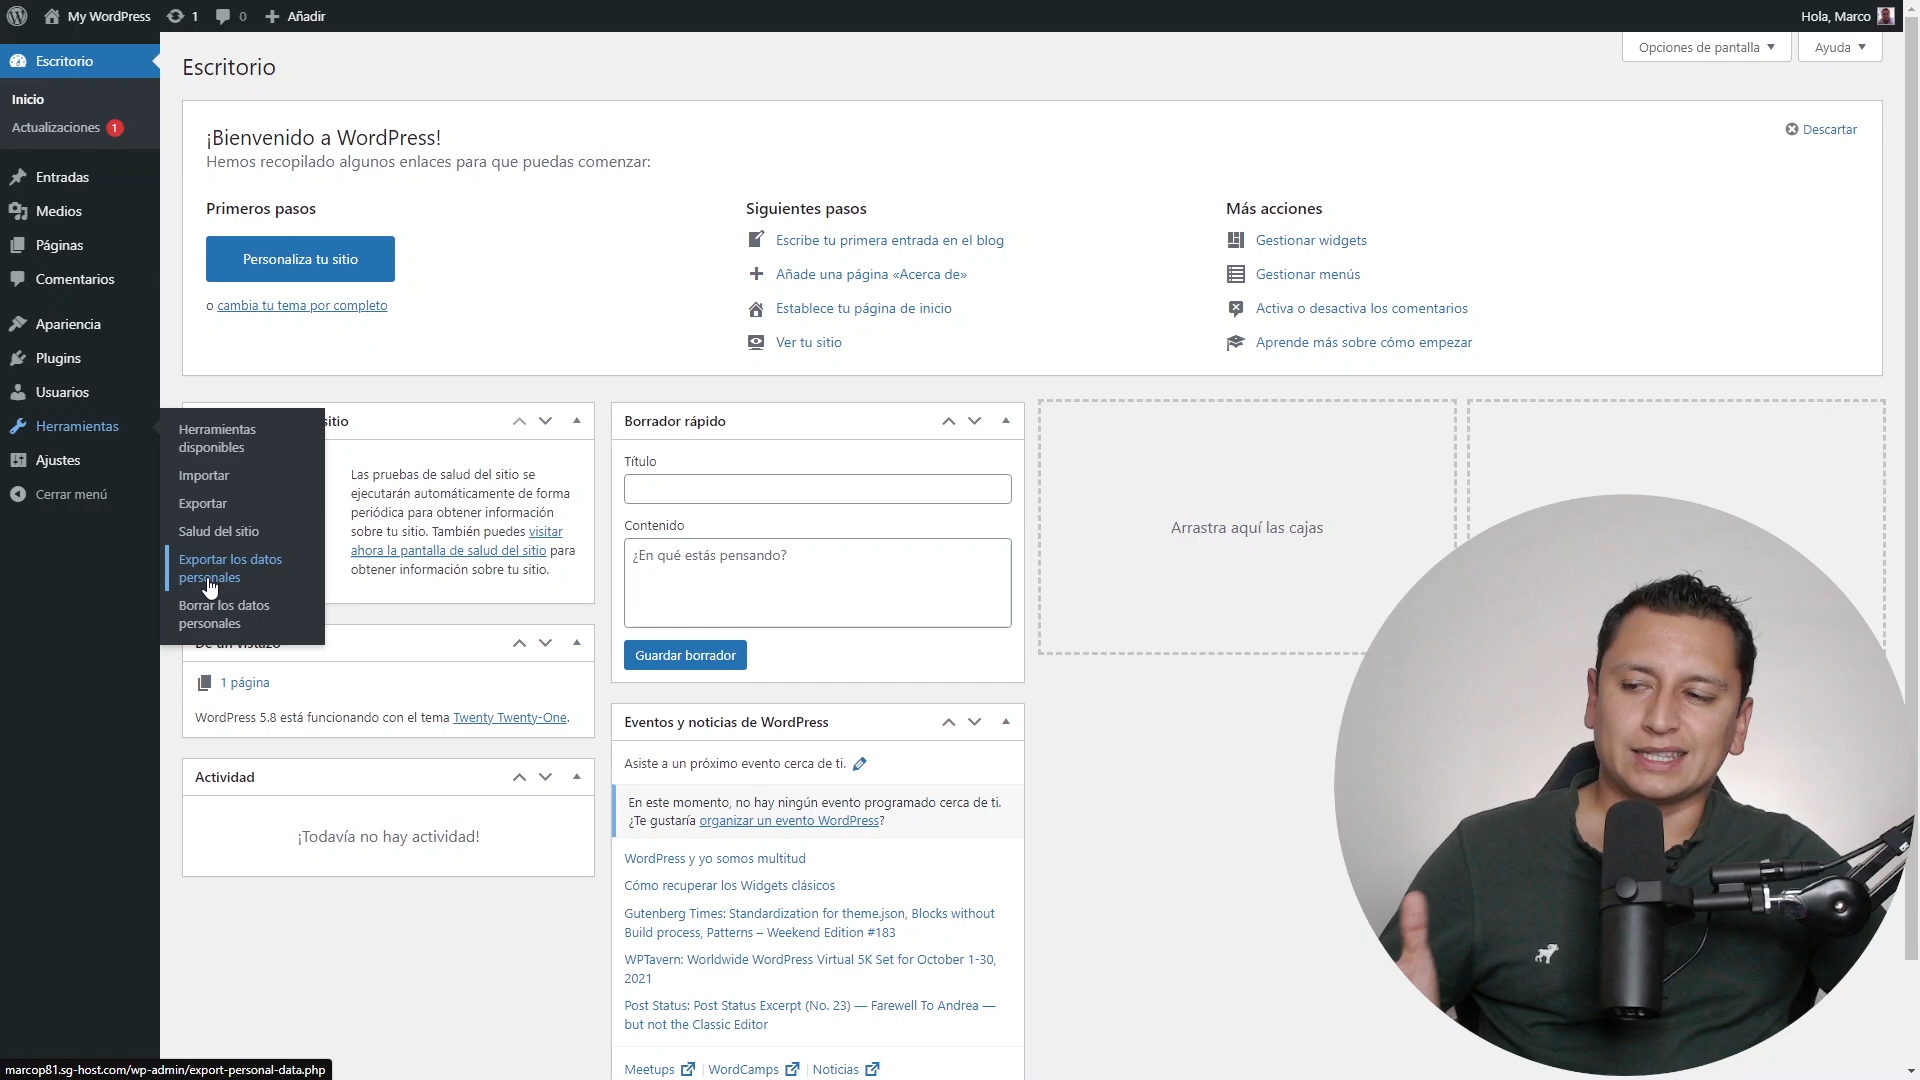 My WordPress
1
0
Añadir
Hola, Marco
Opciones de pantalla
Ayuda
Escritorio
Inicio
Actualizaciones 1
Entradas
Medios
Páginas
Comentarios
Apariencia
Plugins
Usuarios
Herramientas
Ajustes
Cerrar menú
Herramientas
disponibles
Importar
Exportar
Salud del sitio
Exportar los datos
personales
Borrar los datos
personales
Escritorio
¡Bienvenido a WordPress!
Hemos recopilado algunos enlaces para que puedas comenzar:
Descartar
Primeros pasos
Personaliza tu sitio
o cambia tu tema por completo
Siguientes pasos
Escribe tu primera entrada en el blog
Añade una página «Acerca de»
Establece tu página de inicio
Ver tu sitio
Más acciones
Gestionar widgets
Gestionar menús
Activa o desactiva los comentarios
Aprende más sobre cómo empezar
sitio
Las pruebas de salud del sitio se
ejecutarán automáticamente de forma
periódica para obtener información
sobre tu sitio. También puedes visitar
ahora la pantalla de salud del sitio para
obtener información sobre tu sitio.
De un vistazo
1 página
WordPress 5.8 está funcionando con el tema Twenty Twenty-One.
Actividad
¡Todavía no hay actividad!
Borrador rápido
Título
Contenido
¿En qué estás pensando?
Guardar borrador
Eventos y noticias de WordPress
Asiste a un próximo evento cerca de ti.
En este momento, no hay ningún evento programado cerca de ti.
¿Te gustaría organizar un evento WordPress?
WordPress y yo somos multitud
Cómo recuperar los Widgets clásicos
Gutenberg Times: Standardization for theme.json, Blocks without
Build process, Patterns – Weekend Edition #183
WPTavern: Worldwide WordPress Virtual 5K Set for October 1-30,
2021
Post Status: Post Status Excerpt (No. 23) — Farewell To Andrea —
but not the Classic Editor
Meetups | WordCamps | Noticias
Arrastra aquí las cajas
marcop81.sg-host.com/wp-admin/export-personal-data.php